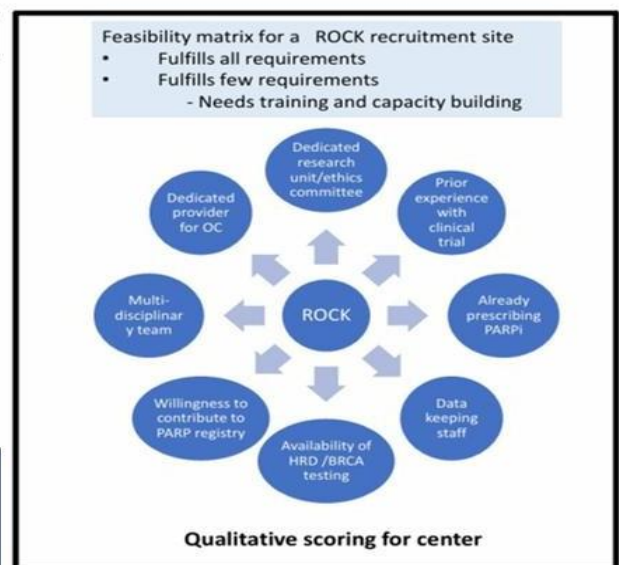 Feasibility matrix for a ROCK recruitment site
• Fulfills all requirements
• Fulfills few requirements
- Needs training and capacity building
Dedicated
research
unit/ethics
committee
Prior
experience
with
clinical
trial
Already
prescribing
PARPi
Data
keeping
staff
Availability of
HRD /BRCA
testing
Willingness to
contribute to
PARP registry
Multi-
disciplinar
y team
Dedicated
provider
for OC
ROCK
Qualitative scoring for center